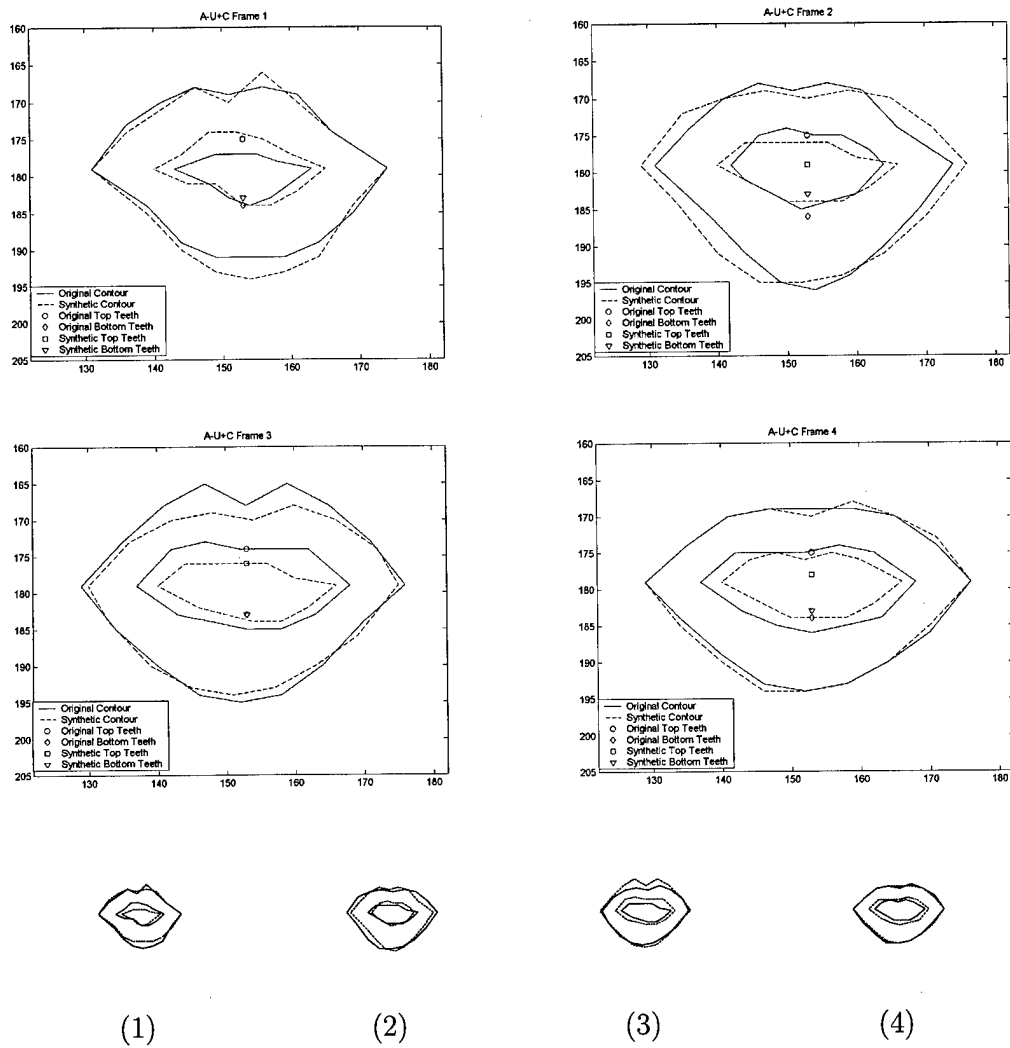 A-U+C Frame 1
160
165
170
175
180
185
190
195
200
205
130 140 150 160 170 180
Original Contour
Synthetic Contour
Original Top Teeth
Original Bottom Teeth
Synthetic Top Teeth
Synthetic Bottom Teeth
A-U+C Frame 2
160
165
170
175
180
185
190
195
200
205
130 140 150 160 170 180
Original Contour
Synthetic Contour
Original Top Teeth
Original Bottom Teeth
Synthetic Top Teeth
Synthetic Bottom Teeth
A-U+C Frame 3
160
165
170
175
180
185
190
195
200
205
130 140 150 160 170 180
Original Contour
Synthetic Contour
Original Top Teeth
Original Bottom Teeth
Synthetic Top Teeth
Synthetic Bottom Teeth
A-U+C Frame 4
160
165
170
175
180
185
190
195
200
205
130 140 150 160 170 180
Original Contour
Synthetic Contour
Original Top Teeth
Original Bottom Teeth
Synthetic Top Teeth
Synthetic Bottom Teeth
(1) (2) (3) (4)